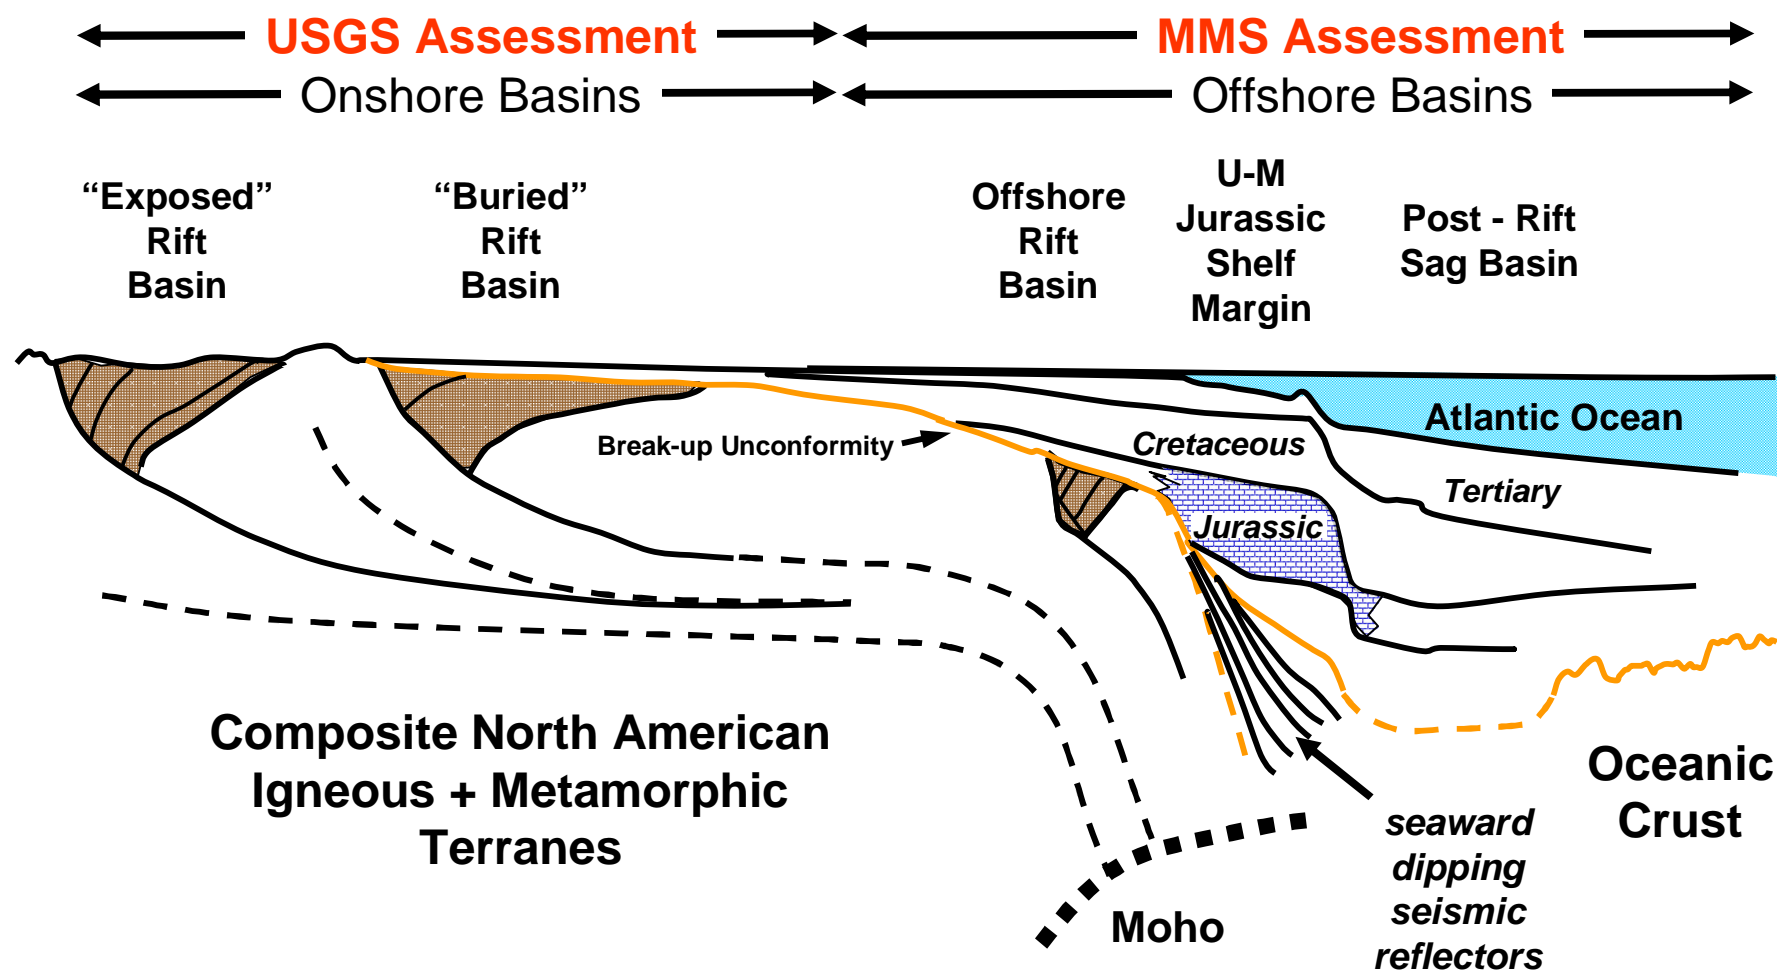 USGS Assessment
MMS Assessment
Onshore Basins
Offshore Basins
“Exposed”
Rift
Basin
“Buried”
Rift
Basin
Offshore
Rift
Basin
U-M
Jurassic
Shelf
Margin
Post - Rift
Sag Basin
Atlantic Ocean
Break-up Unconformity
Cretaceous
Tertiary
Jurassic
Composite North American
Igneous + Metamorphic
Terranes
Oceanic
Crust
seaward
dipping
seismic
reflectors
Moho